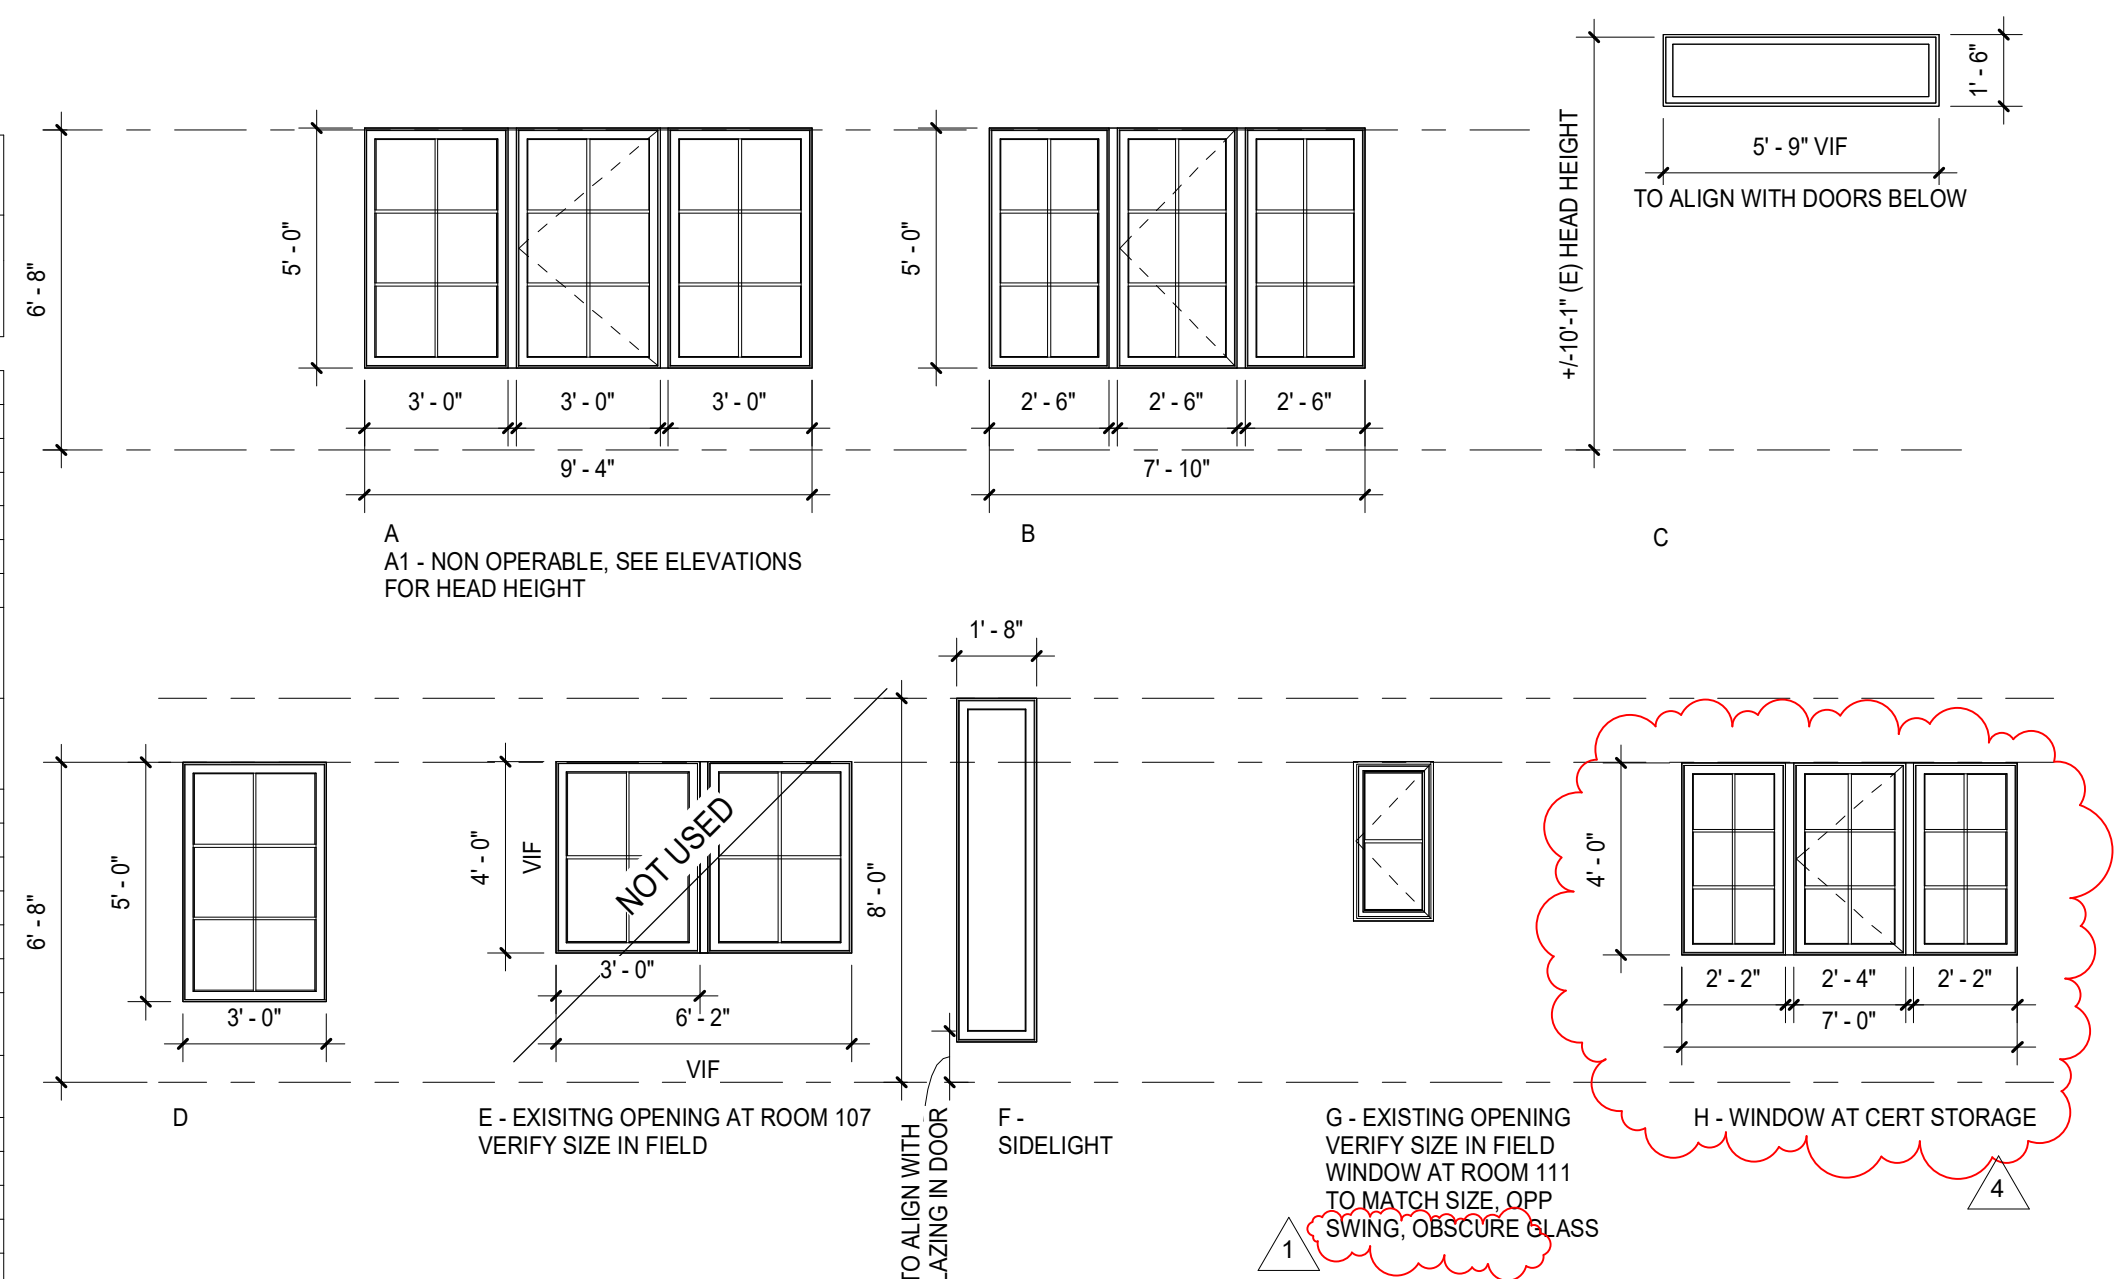 1' - 6"
5' - 9" VIF
TO ALIGN WITH DOORS BELOW
+/-10'-1" (E) HEAD HEIGHT
6' - 8"
5' - 0"
5' - 0"
3' - 0"
3' - 0"
3' - 0"
9' - 4"
2' - 6"
2' - 6"
2' - 6"
7' - 10"
A
A1 - NON OPERABLE, SEE ELEVATIONS
FOR HEAD HEIGHT
B
C
1' - 8"
6' - 8"
5' - 0"
3' - 0"
4' - 0"
VIF
NOT USED
3' - 0"
6' - 2"
VIF
8' - 0"
4' - 0"
2' - 2"
2' - 4"
2' - 2"
7' - 0"
D
E - EXISITNG OPENING AT ROOM 107
VERIFY SIZE IN FIELD
TO ALIGN WITH
LAZING IN DOOR
F -
SIDELIGHT
G - EXISTING OPENING
VERIFY SIZE IN FIELD
WINDOW AT ROOM 111
TO MATCH SIZE, OPP
SWING, OBSCURE GLASS
1
H - WINDOW AT CERT STORAGE
4